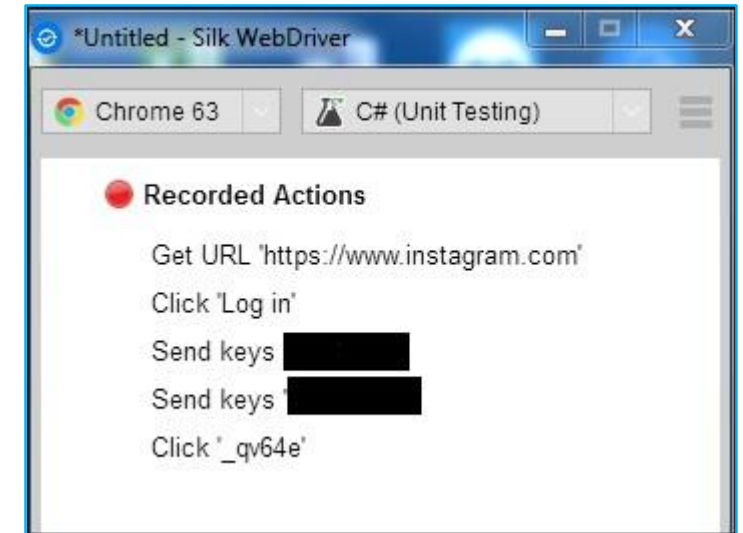 *Untitled - Silk WebDriver
Chrome 63 C# (Unit Testing)
Recorded Actions
Get URL 'https://www.instagram.com'
Click 'Log in'
Send keys
Send keys '
Click '_qv64e'